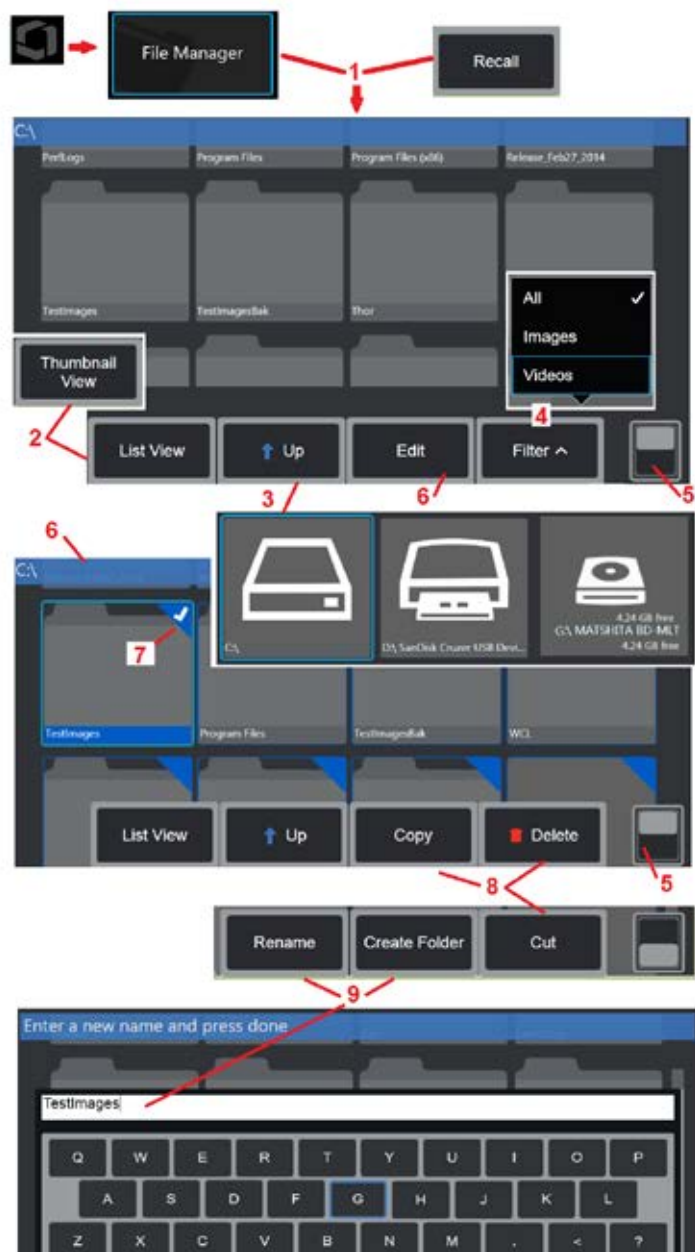 File Manager
Recall
1
C:\
PerfLogs
Program Files
Program Files (x86)
Release_Feb27_2014
TestImages
TestImagesBak
Thor
All
Images
Videos
Thumbnail
View
4
2
List View
Up
Edit
Filter
3
6
5
6
C:\
C:\
D:\ SanDisk Cruzer USB Devi...
4.24 GB free
G:\ MATSHITA BD-MLT
4.24 GB free
7
TestImages
Program Files
TestImagesBak
WCL
List View
Up
Copy
Delete
8
5
Rename
Create Folder
Cut
9
Enter a new name and press done
TestImages
Q W E R T Y U I O P
A S D F G H J K L
Z X C V B N M . < ?